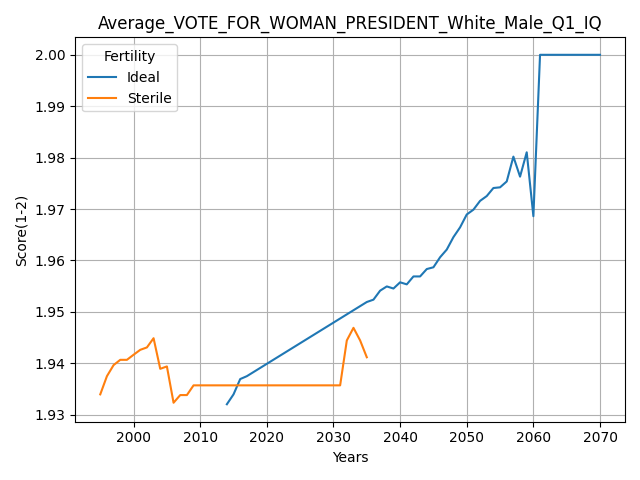 Average_VOTE_FOR_WOMAN_PRESIDENT_White_Male_Q1_IQ
Fertility
Ideal
Sterile
2.00
1.99
1.98
1.97
1.96
1.95
1.94
1.93
Score(1-2)
2000 2010 2020 2030 2040 2050 2060 2070
Years